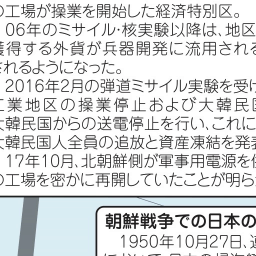 の工場が操業を開始した経済特別区。
06年のミサイル・核実験以降は、地区
獲得する外貨が兵器開発に流用される
されるようになった。
2016年2月の弾道ミサイル実験を受け
工業地区の操業停止および大韓民
大韓民国からの送電停止を行い、これに
大韓民国人全員の追放と資産凍結を発表
17年10月、北朝鮮側が軍事用電源を
の工場を密かに再開していたことが明ら
朝鮮戦争での日本の
1950年10月27日、